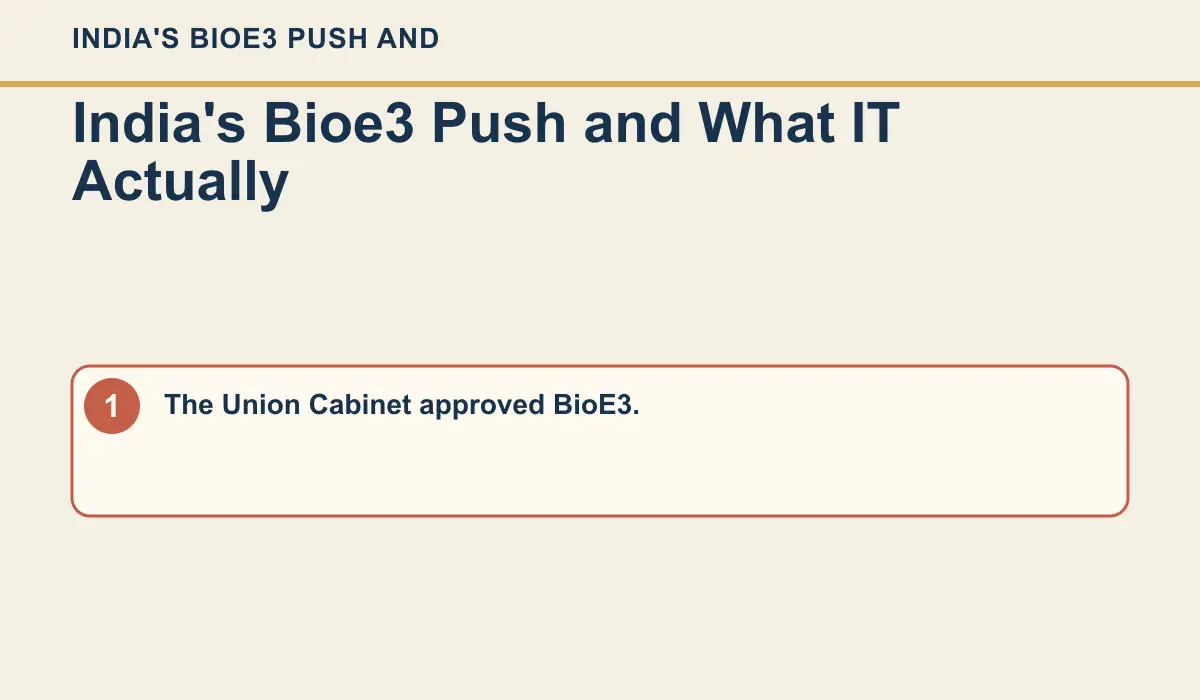 INDIA'S BIOE3 PUSH AND
India's Bioe3 Push and What IT
Actually
1 The Union Cabinet approved BioE3.